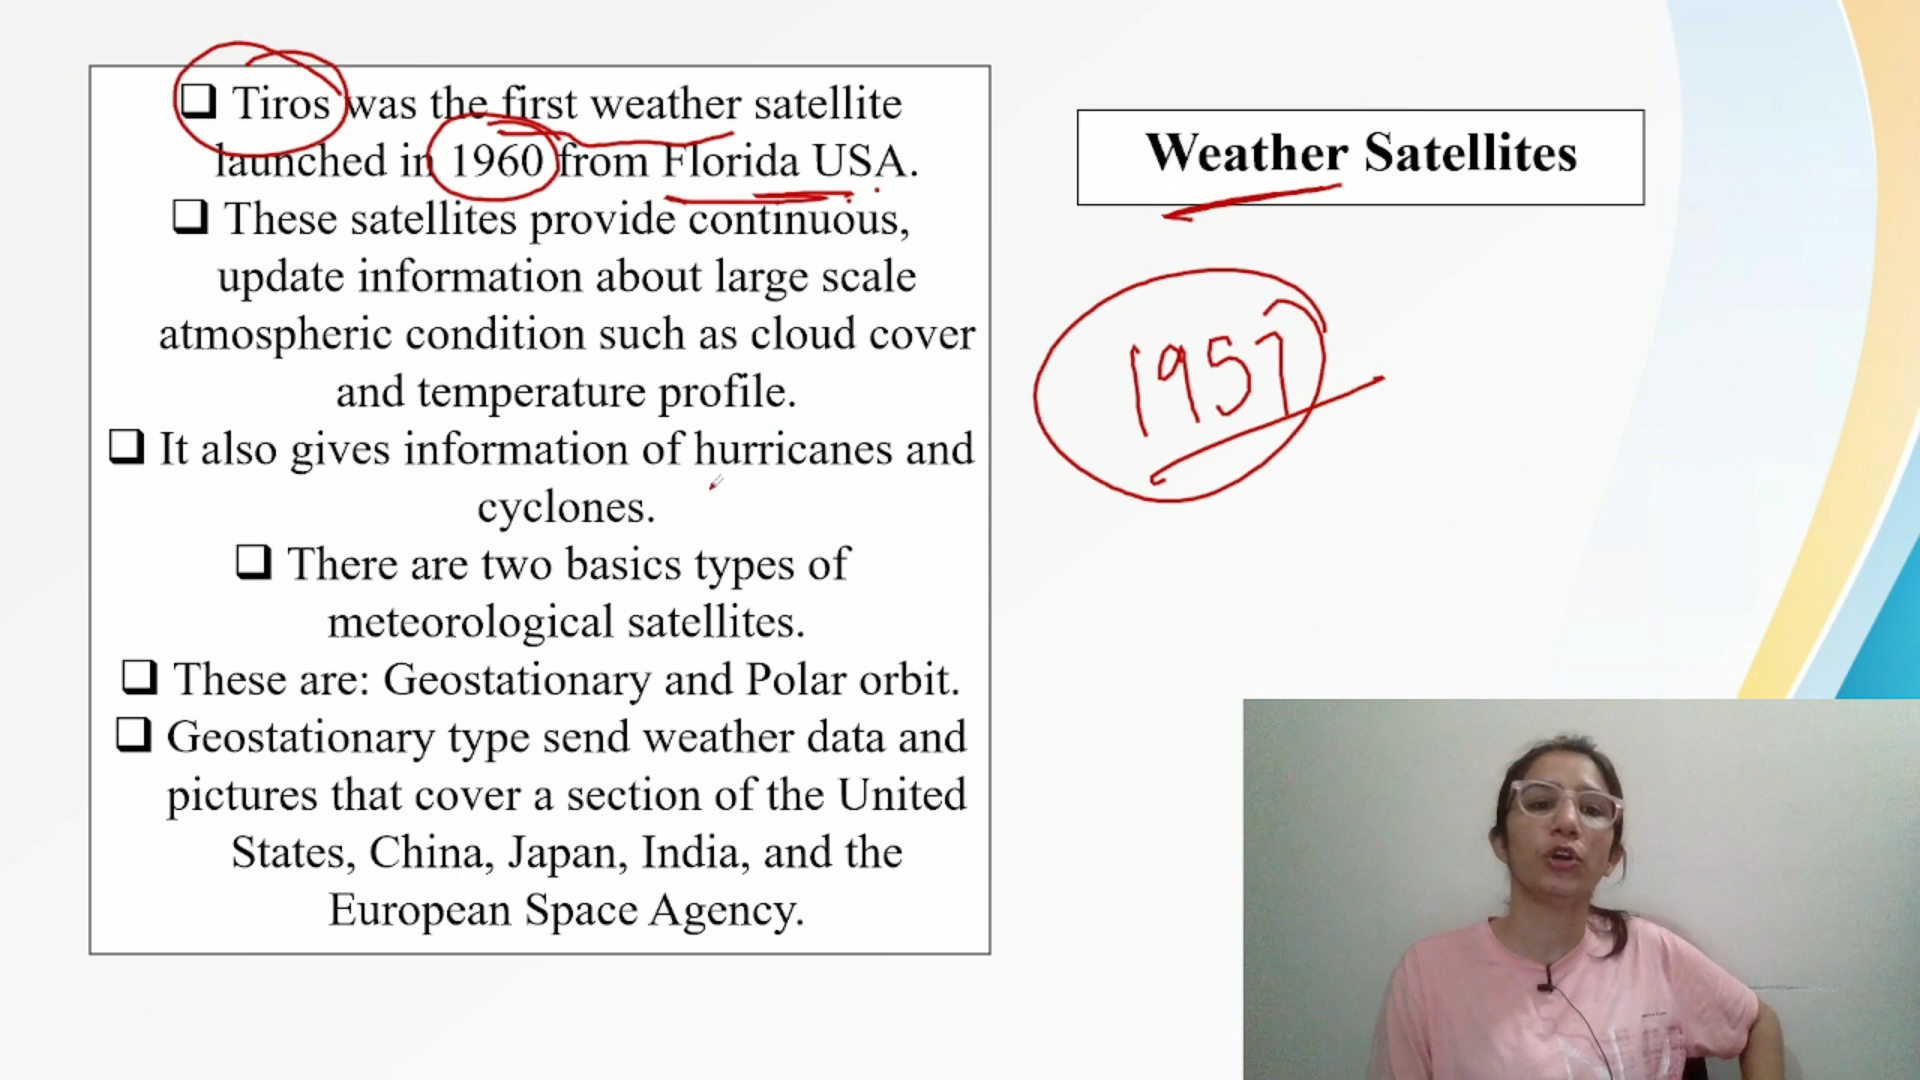 ❑ Tiros was the first weather satellite
launched in 1960 from Florida USA.
❑ These satellites provide continuous,
update information about large scale
atmospheric condition such as cloud cover
and temperature profile.
❑ It also gives information of hurricanes and
cyclones.
❑ There are two basics types of
meteorological satellites.
❑ These are: Geostationary and Polar orbit.
❑ Geostationary type send weather data and
pictures that cover a section of the United
States, China, Japan, India, and the
European Space Agency.
Weather Satellites
1957